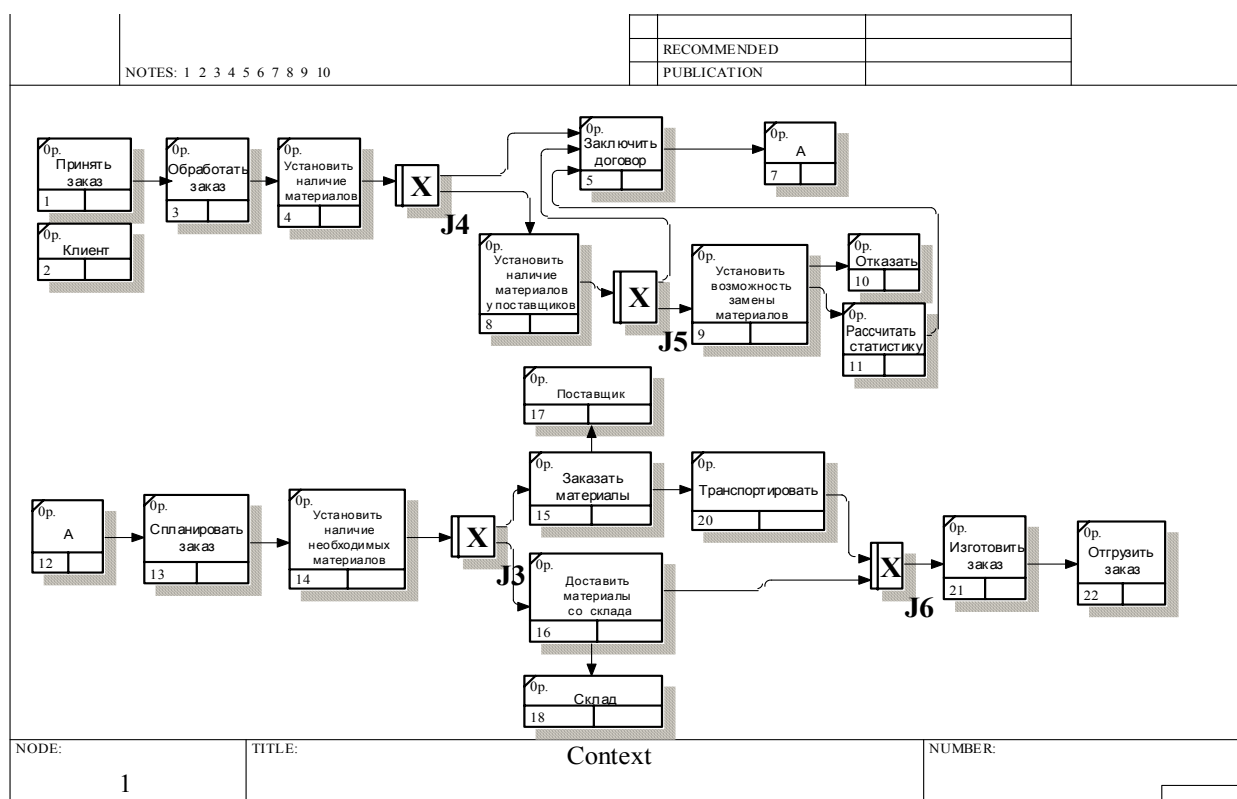 RECOMMENDED
NOTES: 1 2 3 4 5 6 7 8 9 10
PUBLICATION
0р.
Принять
заказ
1
0р.
Обработать
заказ
3
0р.
Установить
наличие
материалов
4
X
J4
0р.
Заключить
договор
5
0р.
А
7
0р.
Клиент
2
0р.
Установить
наличие
материалов
у поставщиков
8
X
J5
0р.
Установить
возможность
замены
материалов
9
0р.
Отказать
10
0р.
Рассчитать
статистику
11
0р.
Поставщик
17
0р.
А
12
0р.
Спланировать
заказ
13
0р.
Установить
наличие
необходимых
материалов
14
X
J3
0р.
Заказать
материалы
15
0р.
Транспортировать
20
0р.
Доставить
материалы
со склада
16
X
J6
0р.
Изготовить
заказ
21
0р.
Отгрузить
заказ
22
0р.
Склад
18
NODE:
1
TITLE:
Context
NUMBER: